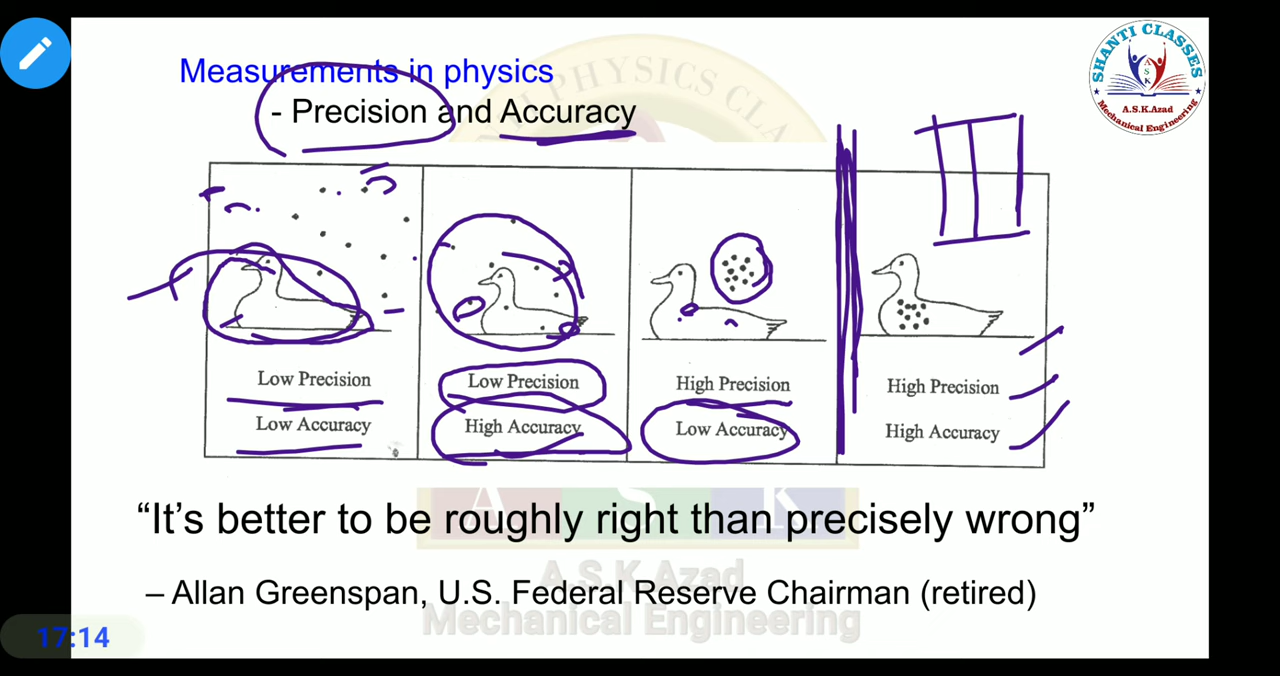 SHANTI CLASSES
A S K
A.S.K.Azad
Mechanical Engineering
Measurements in physics
- Precision and Accuracy
PHYSICS CLA
Low Precision
Low Accuracy
Low Precision
High Accuracy
High Precision
Low Accuracy
High Precision
High Accuracy
A S K
“It’s better to be roughly right than precisely wrong”
A.S.K.Azad
– Allan Greenspan, U.S. Federal Reserve Chairman (retired)
Mechanical Engineering
17:14